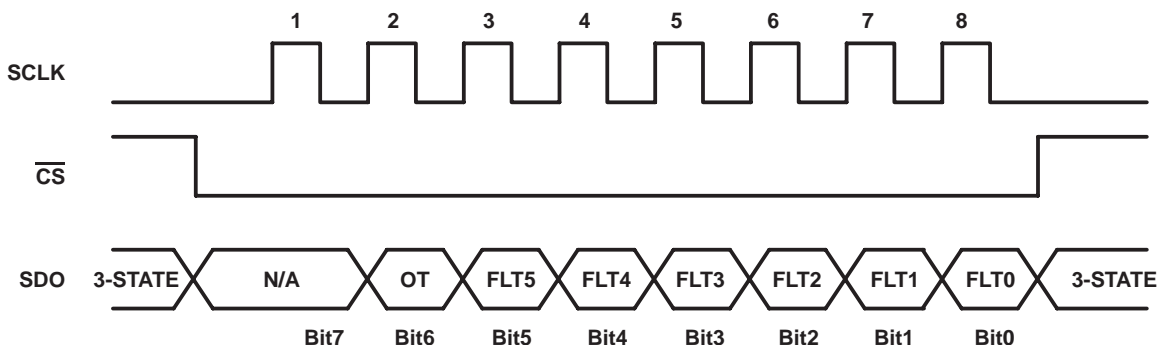 1 2 3 4 5 6 7 8
SCLK
CS
SDO 3-STATE N/A OT FLT5 FLT4 FLT3 FLT2 FLT1 FLT0 3-STATE
Bit7 Bit6 Bit5 Bit4 Bit3 Bit2 Bit1 Bit0